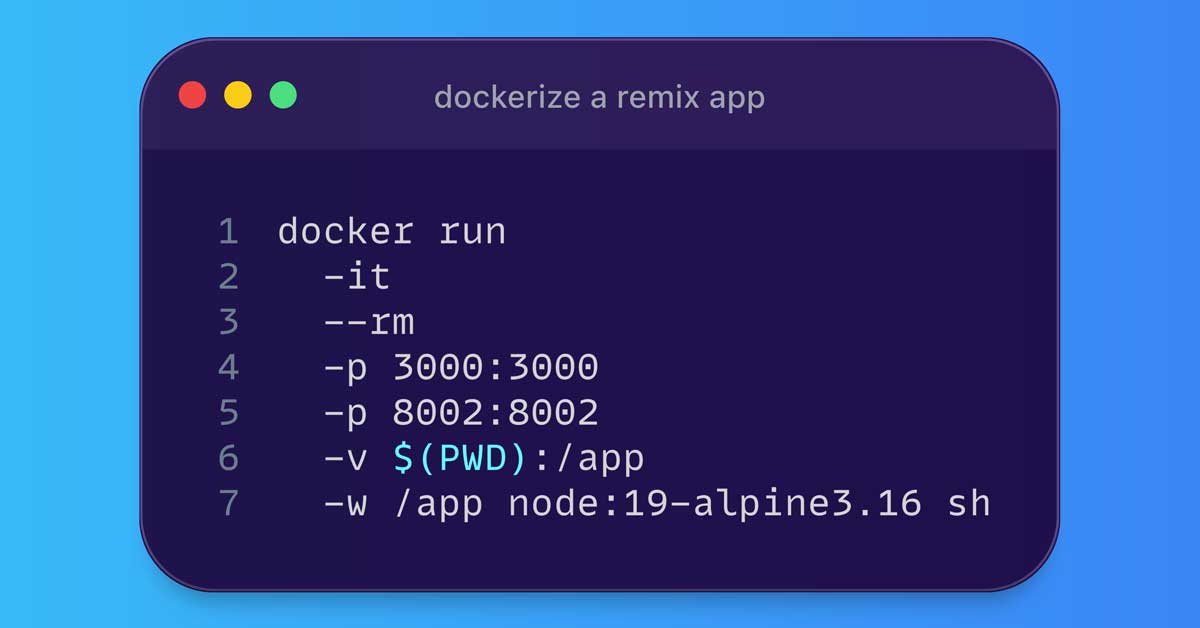 dockerize a remix app
1 docker run
2 -it
3 --rm
4 -p 3000:3000
5 -p 8002:8002
6 -v $(PWD):/app
7 -w /app node:19-alpine3.16 sh